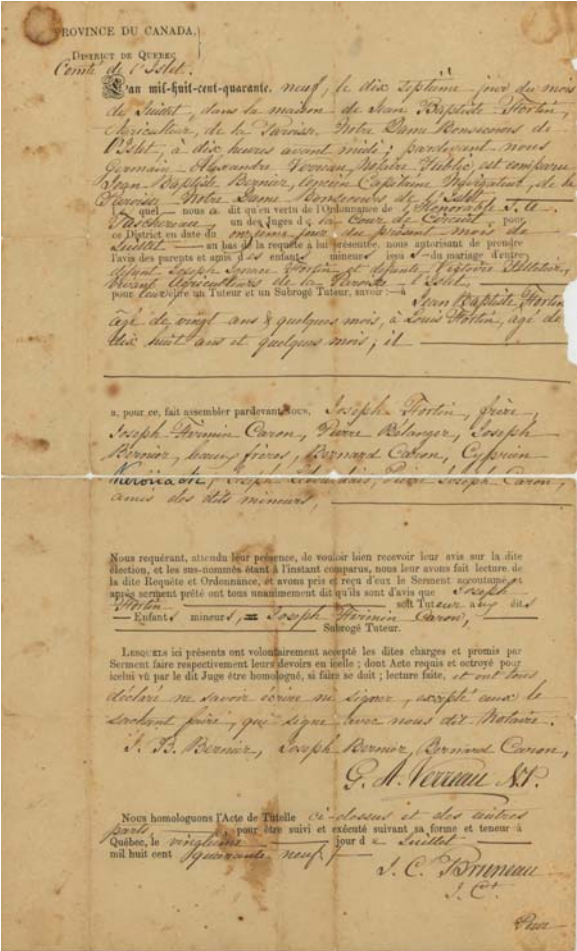 PROVINCE DU CANADA,
DISTRICT DE QUEBEC
Comté de l'Islet.
L'an mil-huit-cent-quarante. neuf, le dix septième jour du mois
de Juillet, dans la maison de Jean Baptiste Fortin,
Agriculteur, de la Paroisse Notre Dame Bonsecours de
l'Islet, à dix heures avant midi; pardevant nous
Germain Alexandre Verreau, Notaire Public, est comparu
Jean Baptiste Bernier, ancien Capitaine Navigateur, de la
Paroisse Notre Dame Bonsecours de l'Islet
le quel nous a dit qu'en vertu de l'Ordonnance de l'Honorable J. A.
Taschereau, un des Juges de la Cour de Circuit pour
ce District en date du onzième jour du présent mois de
Juillet au bas de la requête à lui présentée, nous autorisant de prendre
l'avis des parents et amis des enfants mineurs issus du mariage d'entre
défunt Joseph Ignace Fortin et défunte Victoire
vivant Agriculteurs de la Paroisse l'Islet
pour leur élire un Tuteur et un Subrogé Tuteur, savoir :—à Jean Baptiste Fortin
âgé de vingt ans & quelques mois, à Louis Fortin, agé de
dix huit ans et quelques mois; il
a, pour ce, fait assembler pardevant nous, Joseph Fortin, frère,
Joseph Firmin Caron, Pierre Bélanger, Joseph
Bernier, beaux frères, Bernard Caron, Cyprien
Joseph Pierre Joseph Caron,
amis des dits mineurs,
Nous requérant, attendu leur présence, de vouloir bien recevoir leur avis sur la dite
élection, et les sus-nommés étant à l'instant comparus, nous leur avons fait lecture de
la dite Requête et Ordonnance, et avons pris et reçu d'eux le Serment accoutumé et
après serment prêté ont tous unanimement dit qu'ils sont d'avis que Joseph
Fortin soit Tuteur aux dits
Enfants mineurs, Joseph Firmin Caron,
Subrogé Tuteur.
LESQUELS ici présents ont volontairement accepté les dites charges et promis par
Serment faire respectivement leurs devoirs en icelle ; dont Acte requis et octroyé pour
icelui vû par le dit Juge être homologué, si faire se doit ; lecture faite, et ont tous
déclaré ne savoir écrire ni signer, excepté ceux le
sachant faire, qui signe avec nous dit Notaire.
J. B. Bernier, Joseph Bernier, Bernard Caron,
G. A. Verreau N.P.
Nous homologuons l'Acte de Tutelle ci-dessus et des autres
parts pour être suivi et exécuté suivant sa forme et teneur à
Québec, le jour de Juillet
mil huit cent quarante neuf
J. C. Bruneau
J. C.
Pour